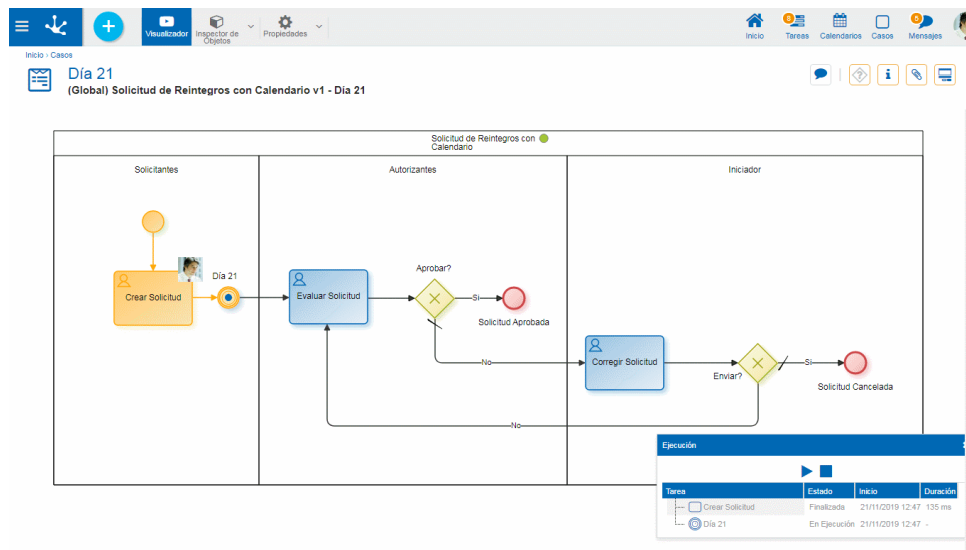 Visualizador
Inspector de
Objetos
Propiedades
Inicio
8
Tareas
Calendarios
Casos
5
Mensajes
Inicio › Casos
Día 21
(Global) Solicitud de Reintegros con Calendario v1 - Día 21
Solicitud de Reintegros con
Calendario
Solicitantes
Autorizantes
Iniciador
Crear Solicitud
Día 21
Evaluar Solicitud
Aprobar?
Si
Solicitud Aprobada
No
Corregir Solicitud
Enviar?
Si
Solicitud Cancelada
No
Ejecución
Tarea Estado Inicio Duración
Crear Solicitud Finalizada 21/11/2019 12:47 135 ms
Día 21 En Ejecución 21/11/2019 12:47 -